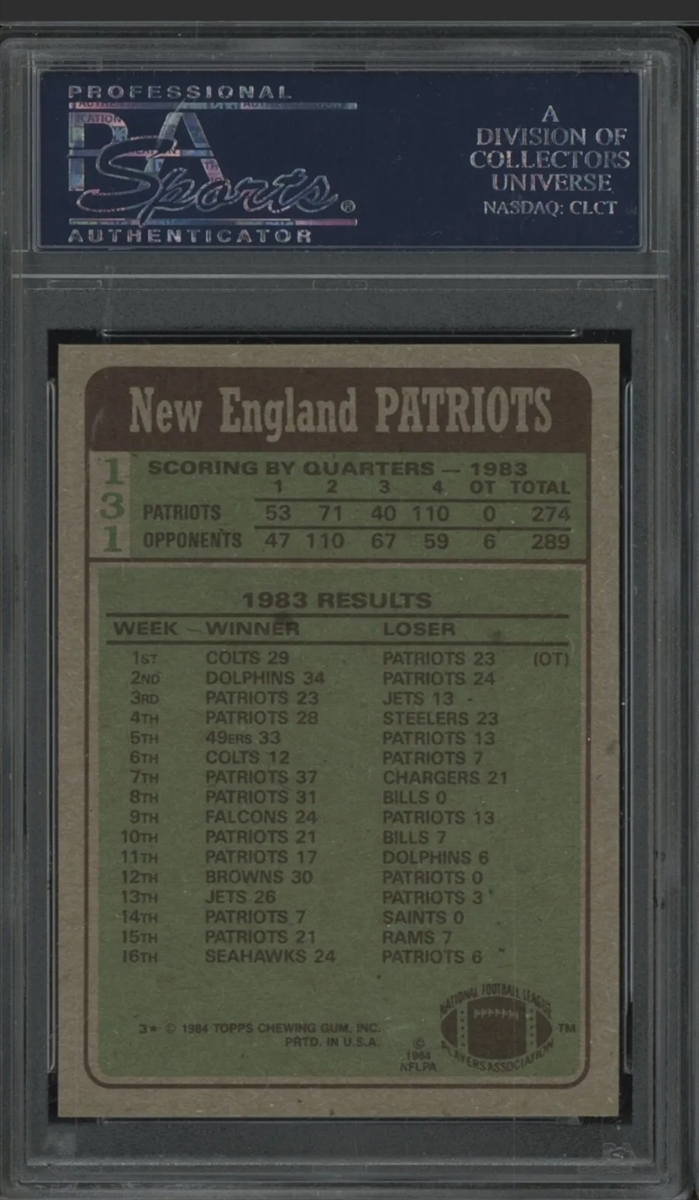 PROFESSIONAL
PSA
Sports®
AUTHENTICATOR
A
DIVISION OF
COLLECTORS
UNIVERSE
NASDAQ: CLCT
New England PATRIOTS
131
SCORING BY QUARTERS — 1983
1 2 3 4 OT TOTAL
PATRIOTS 53 71 40 110 0 274
OPPONENTS 47 110 67 59 6 289
1983 RESULTS
WEEK WINNER LOSER
1ST COLTS 29 PATRIOTS 23 (OT)
2ND DOLPHINS 34 PATRIOTS 24
3RD PATRIOTS 23 JETS 13
4TH PATRIOTS 28 STEELERS 23
5TH 49ERS 33 PATRIOTS 13
6TH COLTS 12 PATRIOTS 7
7TH PATRIOTS 37 CHARGERS 21
8TH PATRIOTS 31 BILLS 0
9TH FALCONS 24 PATRIOTS 13
10TH PATRIOTS 21 BILLS 7
11TH PATRIOTS 17 DOLPHINS 6
12TH BROWNS 30 PATRIOTS 0
13TH JETS 26 PATRIOTS 3
14TH PATRIOTS 7 SAINTS 0
15TH PATRIOTS 21 RAMS 7
16TH SEAHAWKS 24 PATRIOTS 6
3* © 1984 TOPPS CHEWING GUM, INC.
PRTD. IN U.S.A.
©
1984
NFLPA
NATIONAL FOOTBALL LEAGUE
PLAYERS ASSOCIATION
TM